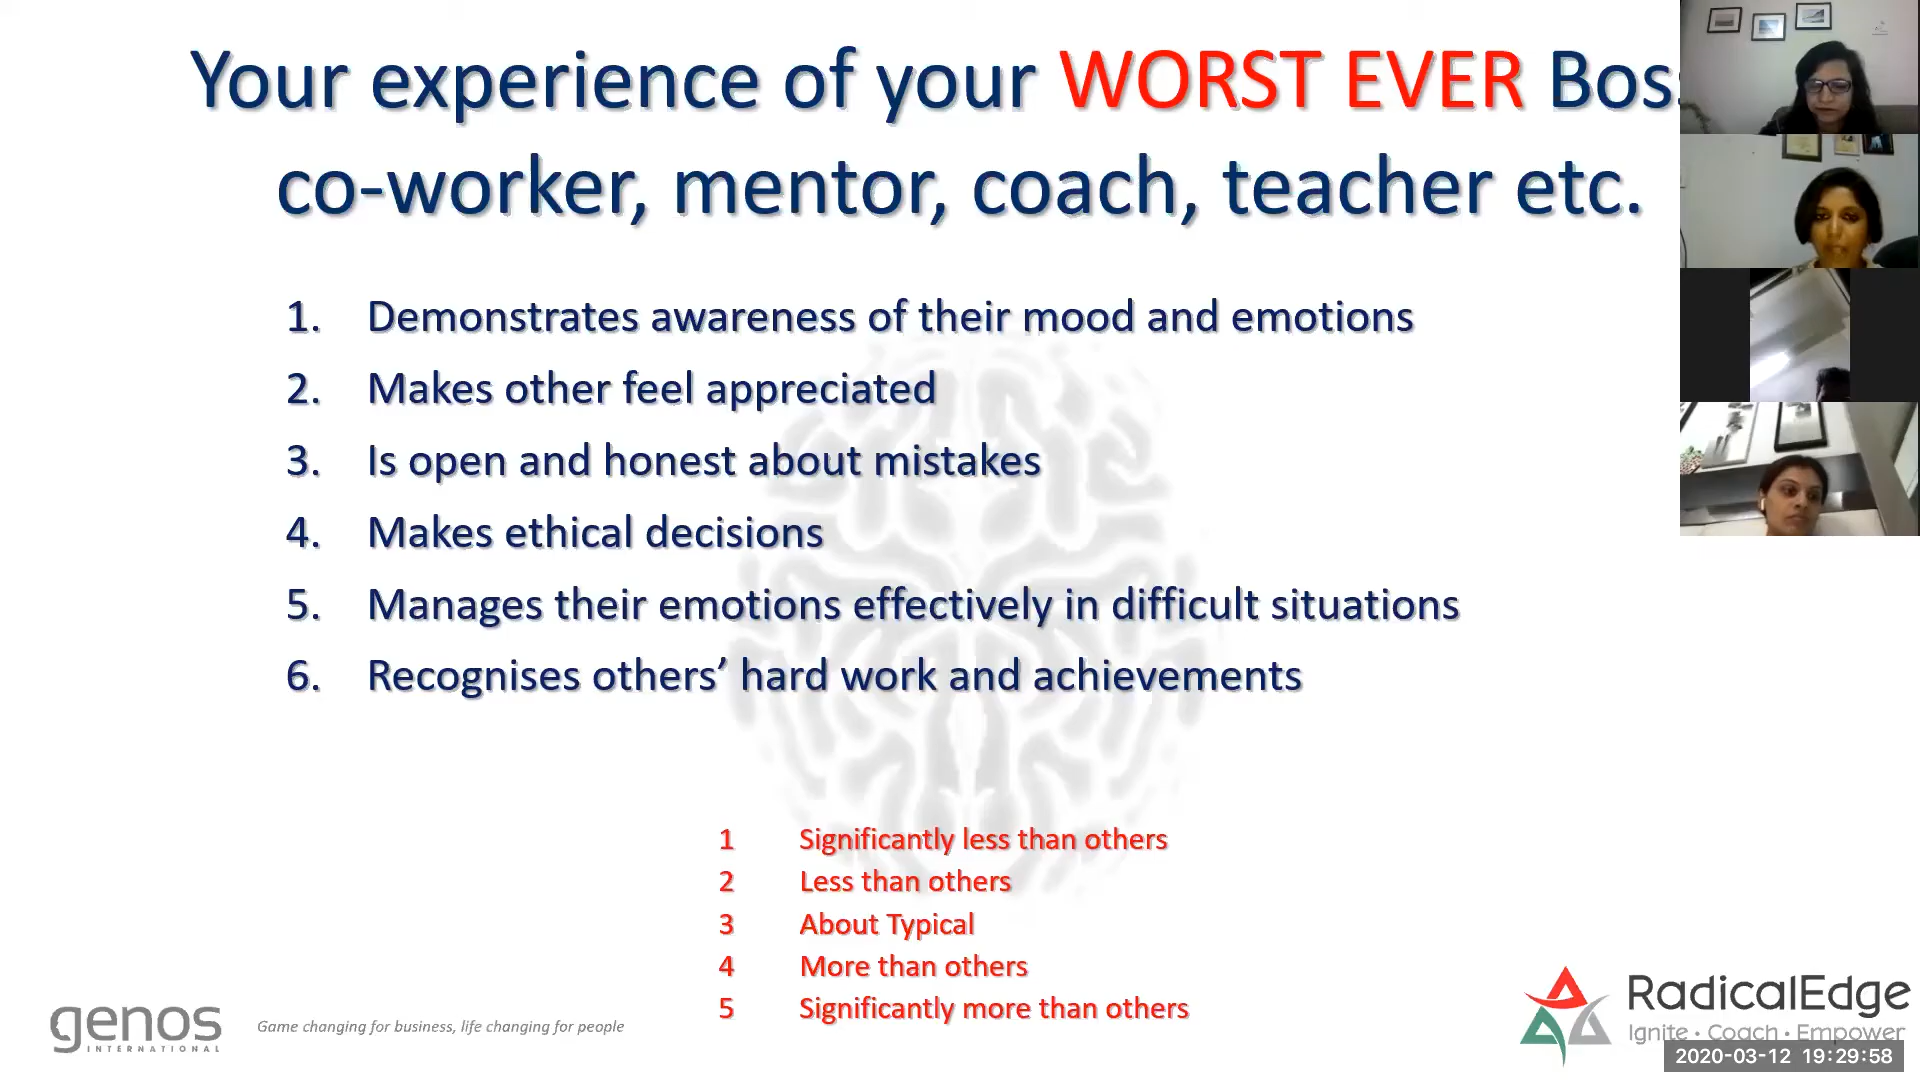 Your experience of your WORST EVER Bos
co-worker, mentor, coach, teacher etc.
1. Demonstrates awareness of their mood and emotions
2. Makes other feel appreciated
3. Is open and honest about mistakes
4. Makes ethical decisions
5. Manages their emotions effectively in difficult situations
6. Recognises others’ hard work and achievements
1 Significantly less than others
2 Less than others
3 About Typical
4 More than others
5 Significantly more than others
genos
INTERNATIONAL
Game changing for business, life changing for people
RadicalEdge
Ignite • Coach • Empower
2020-03-12 19:29:58